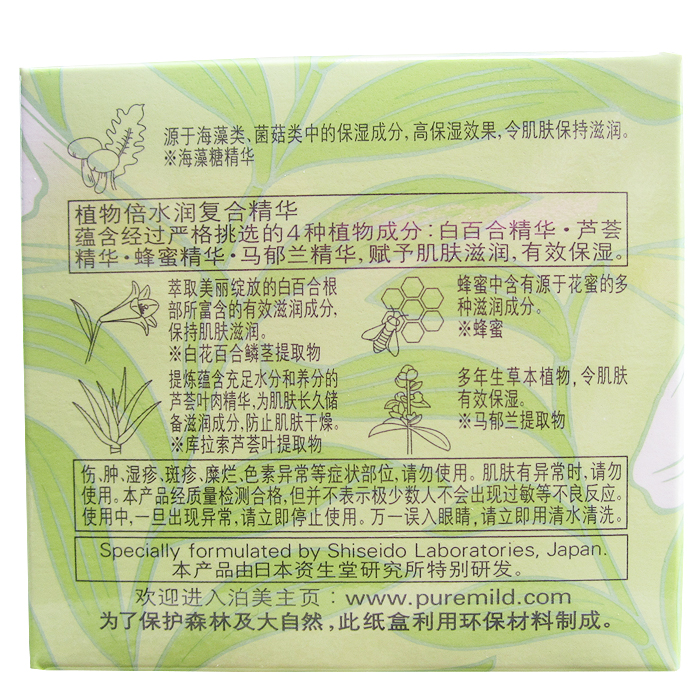 源于海藻类、菌菇类中的保湿成分，高保湿效果，令肌肤保持滋润。
※海藻糖精华
植物倍水润复合精华
蕴含经过严格挑选的4种植物成分：白百合精华·芦荟
精华·蜂蜜精华·马郁兰精华，赋予肌肤滋润，有效保湿。
萃取美丽绽放的白百合根
部所富含的有效滋润成分，
保持肌肤滋润。
※白花百合鳞茎提取物
蜂蜜中含有源于花蜜的多
种滋润成分。
※蜂蜜
提炼蕴含充足水分和养分的
芦荟叶肉精华，为肌肤长久储
备滋润成分，防止肌肤干燥。
※库拉索芦荟叶提取物
多年生草本植物，令肌肤
有效保湿。
※马郁兰提取物
伤、肿、湿疹、斑疹、糜烂、色素异常等症状部位，请勿使用。肌肤有异常时，请勿
使用。本产品经质量检测合格，但并不表示极少数人不会出现过敏等不良反应。
使用中，一旦出现异常，请立即停止使用。万一误入眼睛，请立即用清水清洗。
Specially formulated by Shiseido Laboratories, Japan.
本产品由日本资生堂研究所特别研发。
欢迎进入泊美主页：www.puremild.com
为了保护森林及大自然，此纸盒利用环保材料制成。